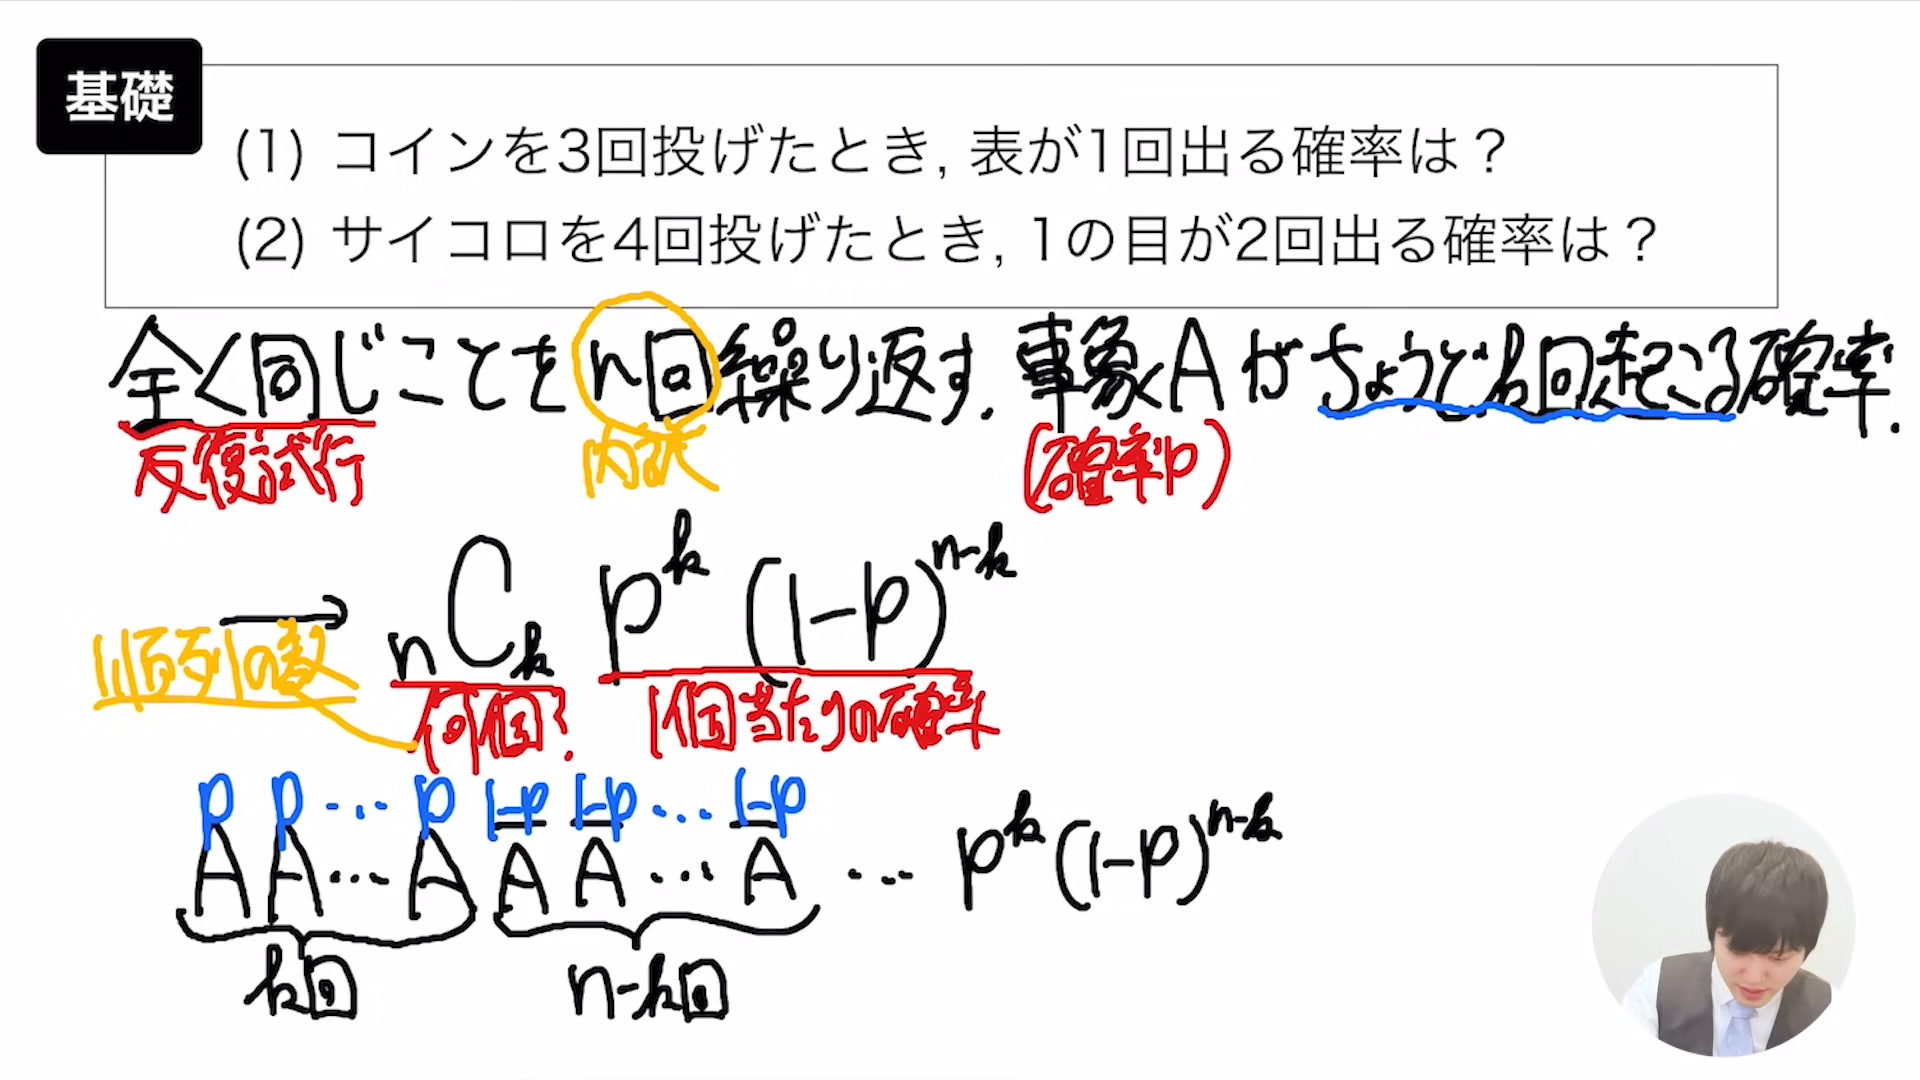 基礎
(1) コインを3回投げたとき, 表が1回出る確率は？
(2) サイコロを4回投げたとき, 1の目が2回出る確率は？
全く同じことをn回繰り返す. 事象Aがちょうどk回起こる確率.
反復試行 内訳 (確率p)
nCk p^k (1-p)^n-k
順列の数 何個? 1個当たりの確率
p p … p 1-p 1-p … 1-p
A A … A A̅ A̅ … A̅ … p^k (1-p)^n-k
k回 n-k回